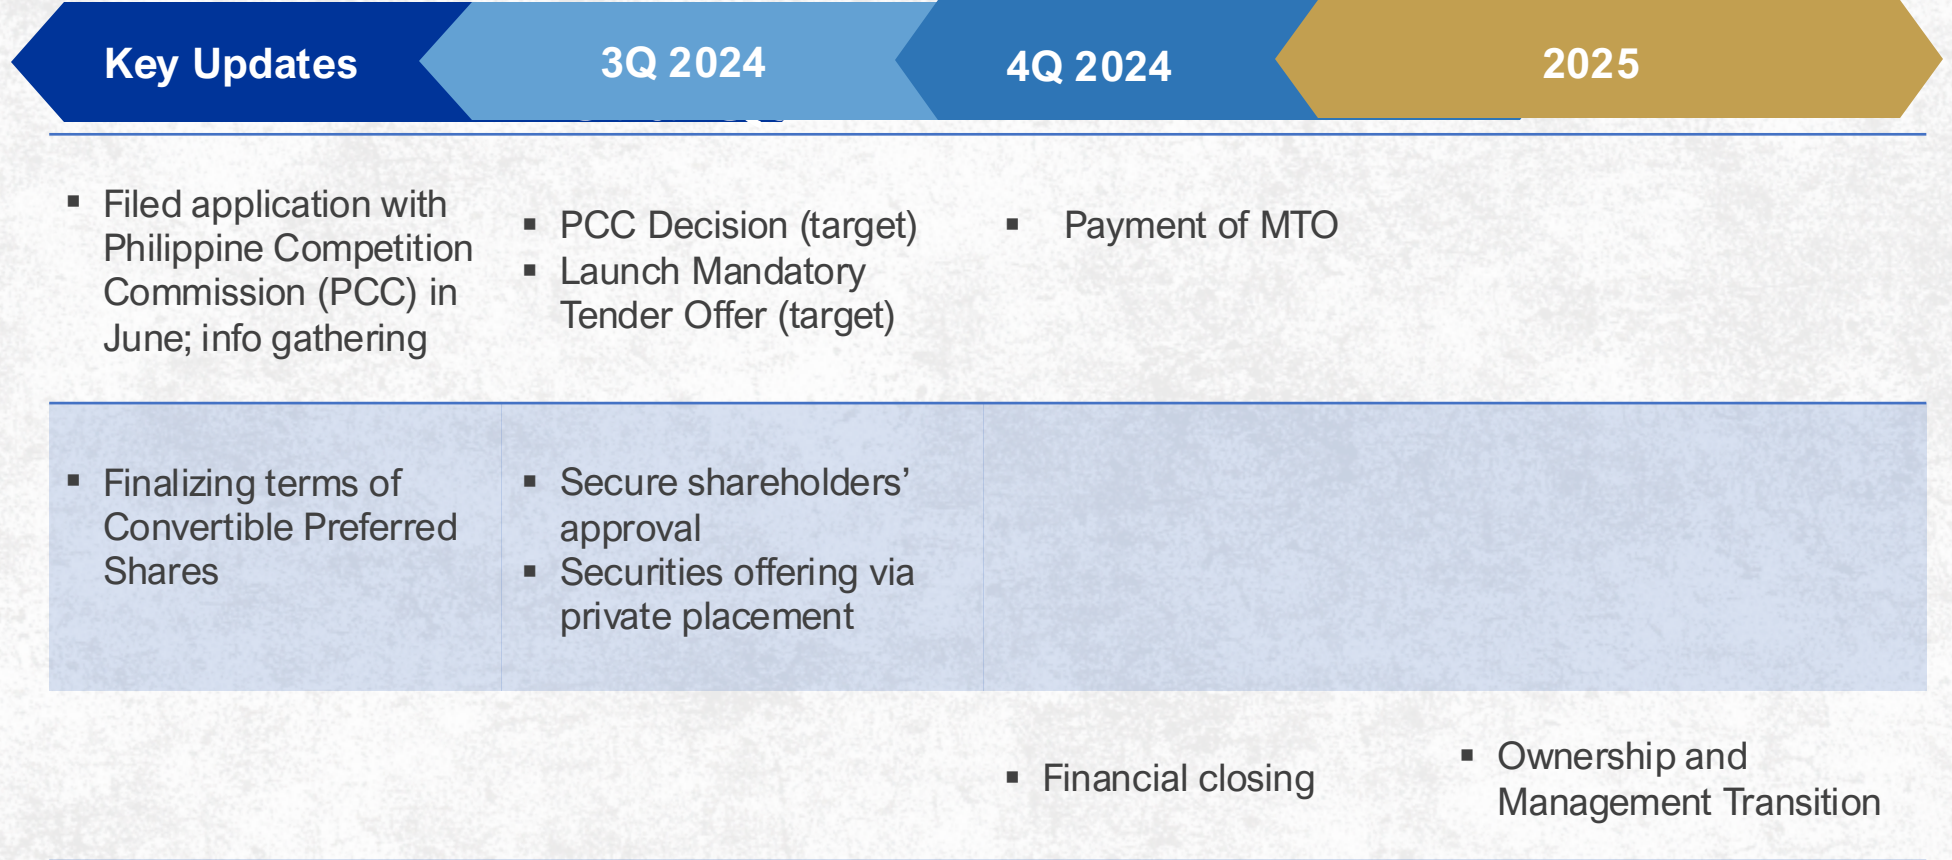 Key Updates
3Q 2024
4Q 2024
2025
▪ Filed application with
Philippine Competition
Commission (PCC) in
June; info gathering
▪ PCC Decision (target)
▪ Launch Mandatory
Tender Offer (target)
▪ Payment of MTO
▪ Finalizing terms of
Convertible Preferred
Shares
▪ Secure shareholders’
approval
▪ Securities offering via
private placement
▪ Financial closing
▪ Ownership and
Management Transition